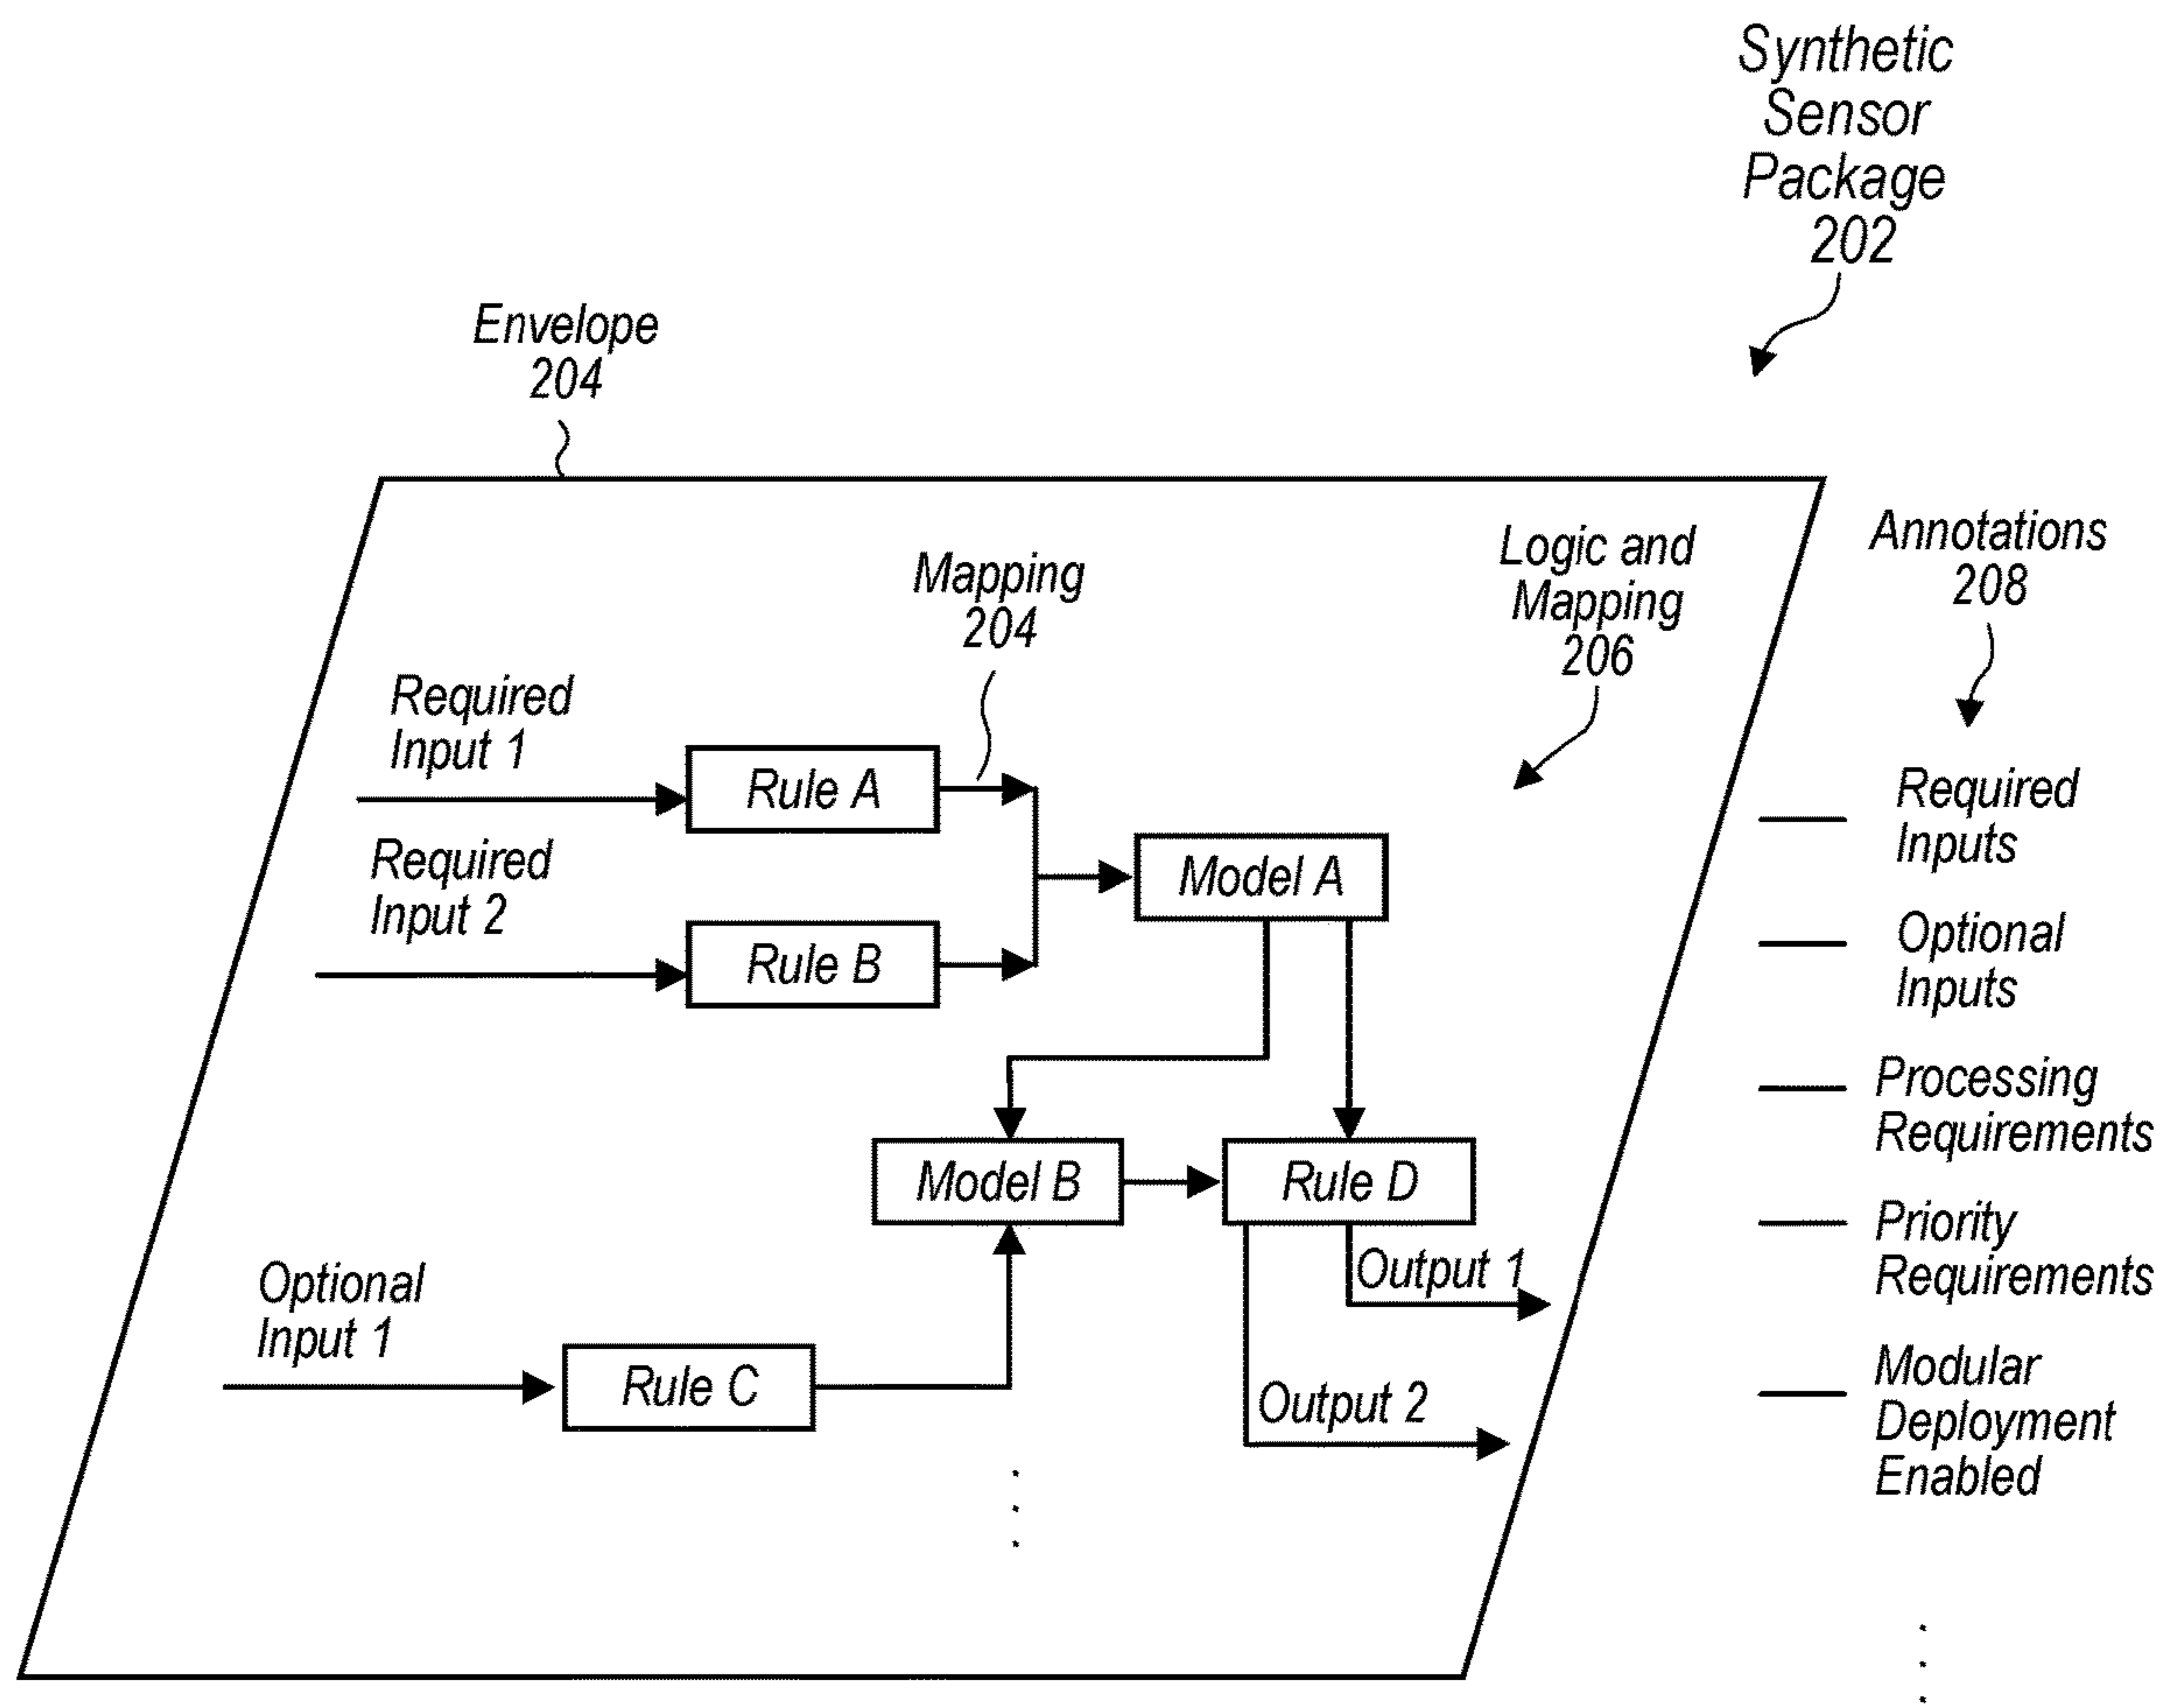 Synthetic
Sensor
Package
202
Envelope
204
Annotations
208
Logic and
Mapping
206
Mapping
204
Required
Input 1
Rule A
Required
Input 2
Rule B
Model A
Model B
Rule D
Output 1
Output 2
Optional
Input 1
Rule C
Required
Inputs
Optional
Inputs
Processing
Requirements
Priority
Requirements
Modular
Deployment
Enabled